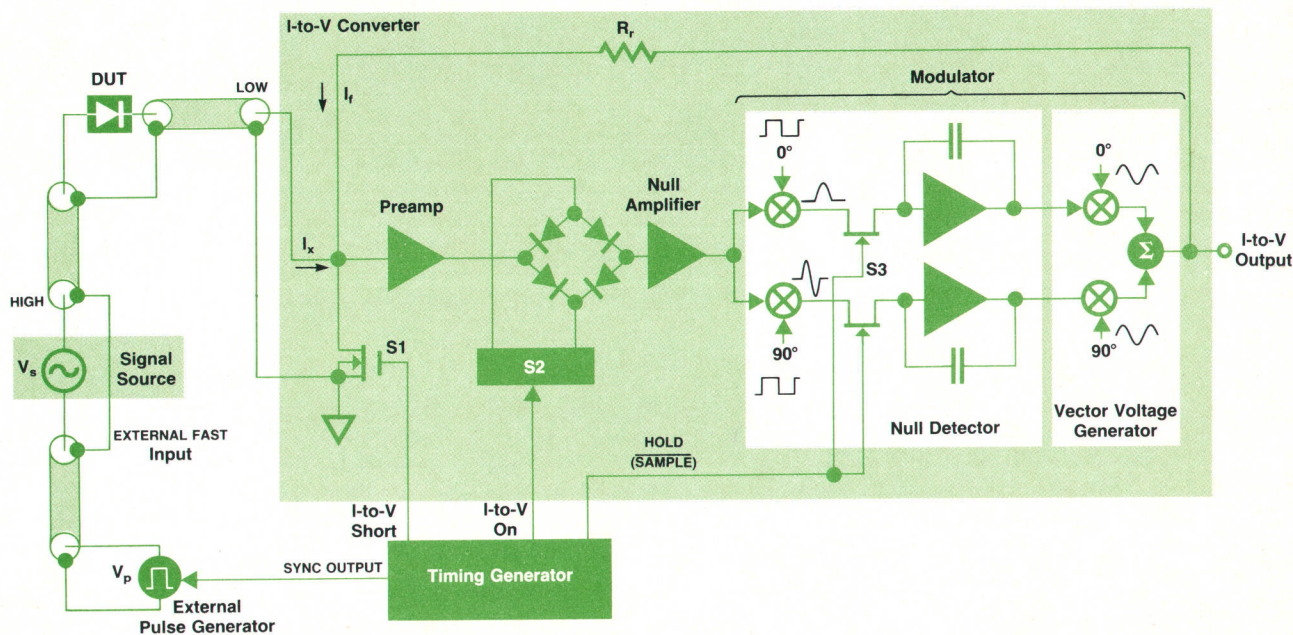 I-to-V Converter
Rr
Modulator
DUT
LOW
If
0°
0°
Preamp
Null
Amplifier
Ix
S3
Σ
I-to-V
Output
HIGH
Vs
Signal
Source
S1
S2
90°
90°
Null Detector
Vector Voltage
Generator
EXTERNAL FAST
Input
HOLD
(SAMPLE)
I-to-V
Short
I-to-V
On
Vp
SYNC OUTPUT
Timing Generator
External
Pulse Generator